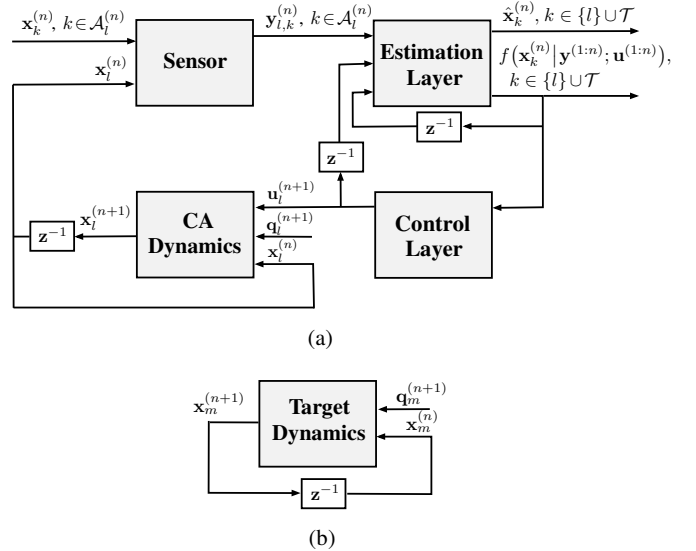 x_k^(n), k∈A_l^(n)
x_l^(n)
Sensor
y_{l,k}^(n), k∈A_l^(n)
Estimation
Layer
x̂_k^(n), k∈{l}∪T
f(x_k^(n)|y^(1:n); u^(1:n)),
k∈{l}∪T
z^−1
z^−1
z^−1
x_l^(n+1)
CA
Dynamics
u_l^(n+1)
q_l^(n+1)
x_l^(n)
Control
Layer
(a)
x_m^(n+1)
Target
Dynamics
q_m^(n+1)
x_m^(n)
z^−1
(b)